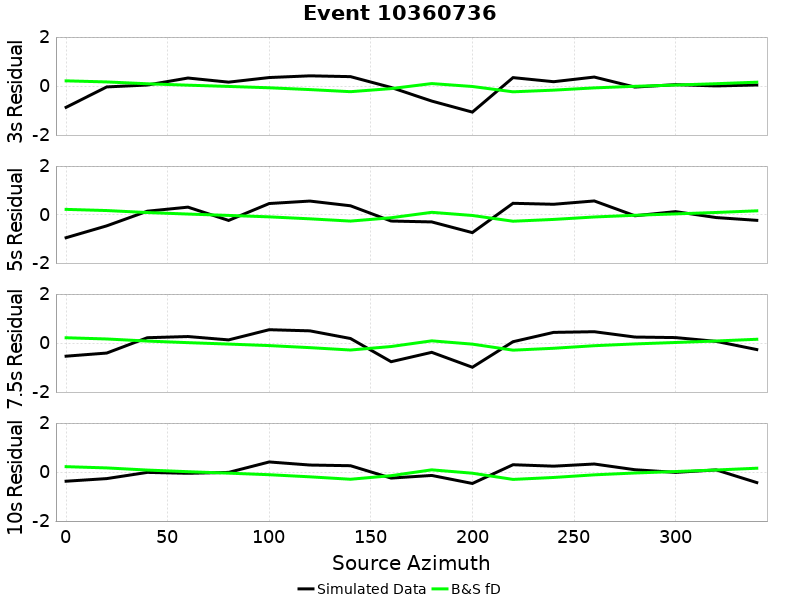 Event 10360736
2
0
-2
3s Residual
2
0
-2
5s Residual
2
0
-2
7.5s Residual
2
0
-2
10s Residual
0 50 100 150 200 250 300
Source Azimuth
Simulated Data B&S fD